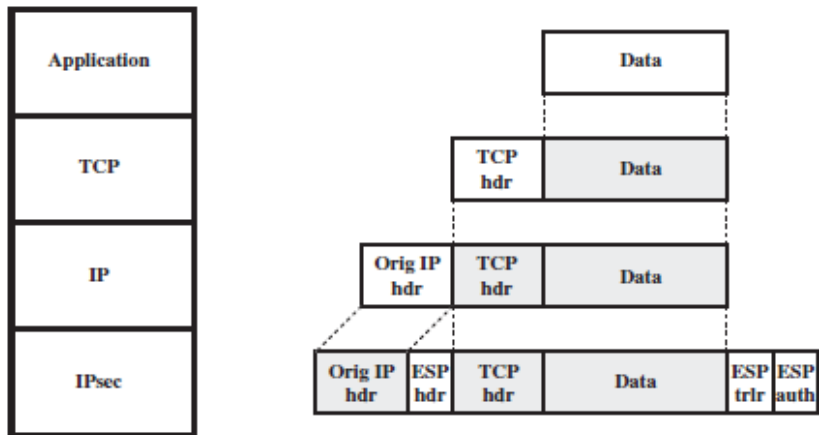 Application
Data
TCP
TCP
hdr
Data
IP
Orig IP
hdr
TCP
hdr
Data
IPsec
Orig IP
hdr
ESP
hdr
TCP
hdr
Data
ESP
trlr
ESP
auth